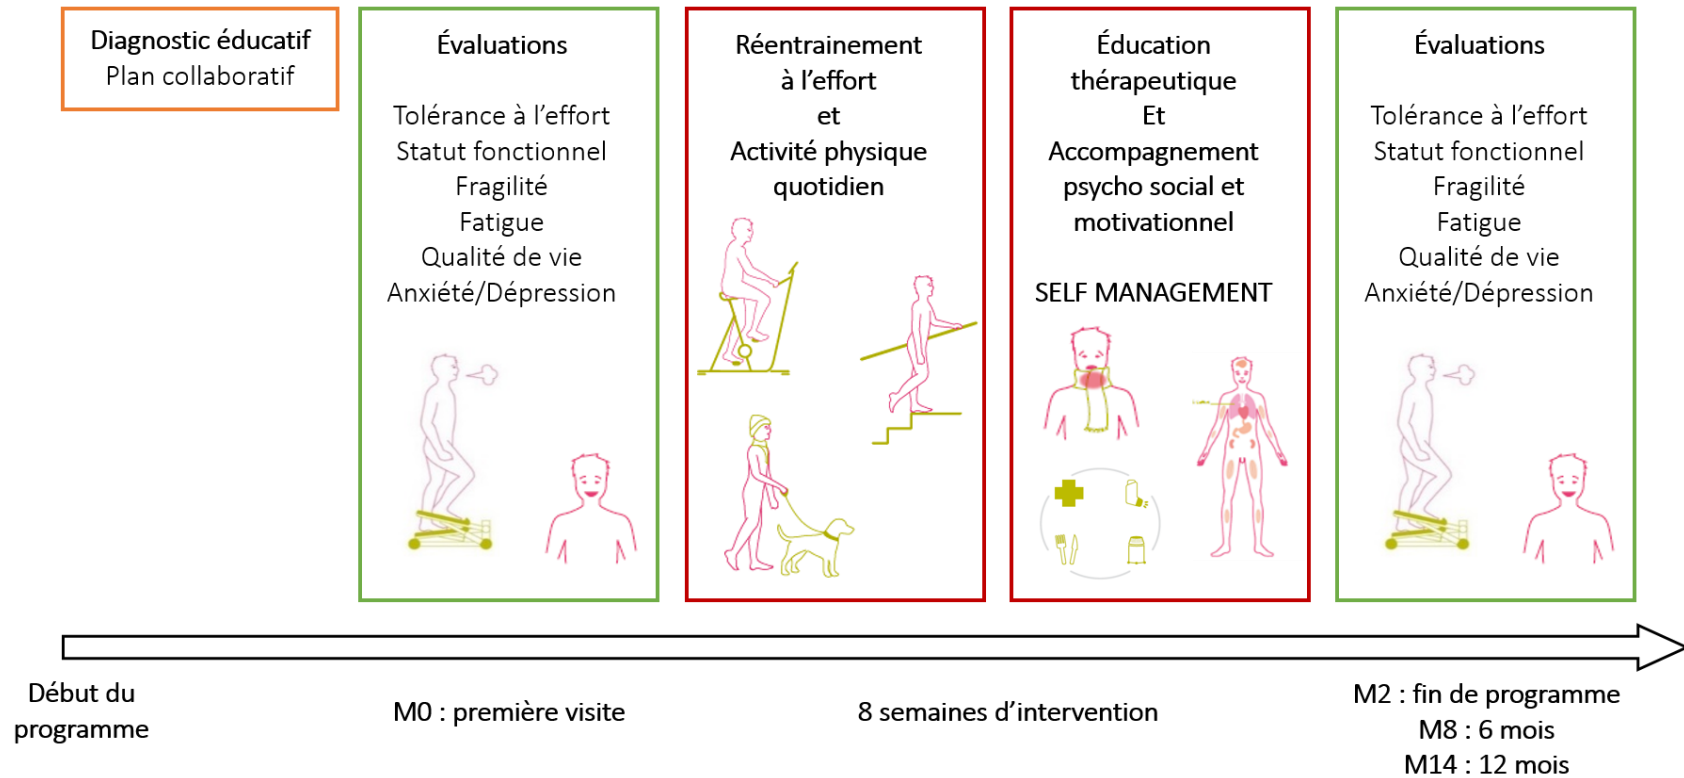 Diagnostic éducatif
Plan collaboratif
Évaluations
Tolérance à l’effort
Statut fonctionnel
Fragilité
Fatigue
Qualité de vie
Anxiété/Dépression
Réentrainement
à l’effort
et
Activité physique
quotidien
Éducation
thérapeutique
Et
Accompagnement
psycho social et
motivationnel
SELF MANAGEMENT
Évaluations
Tolérance à l’effort
Statut fonctionnel
Fragilité
Fatigue
Qualité de vie
Anxiété/Dépression
Début du
programme
M0 : première visite
8 semaines d’intervention
M2 : fin de programme
M8 : 6 mois
M14 : 12 mois